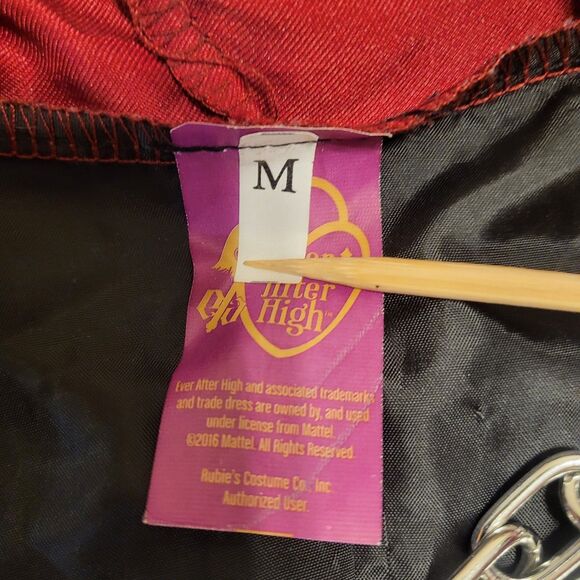 M
After
High™
Ever After High and associated trademarks
and trade dress are owned by, and used
under license from Mattel.
©2016 Mattel. All Rights Reserved.
Rubie's Costume Co., Inc.
Authorized User.